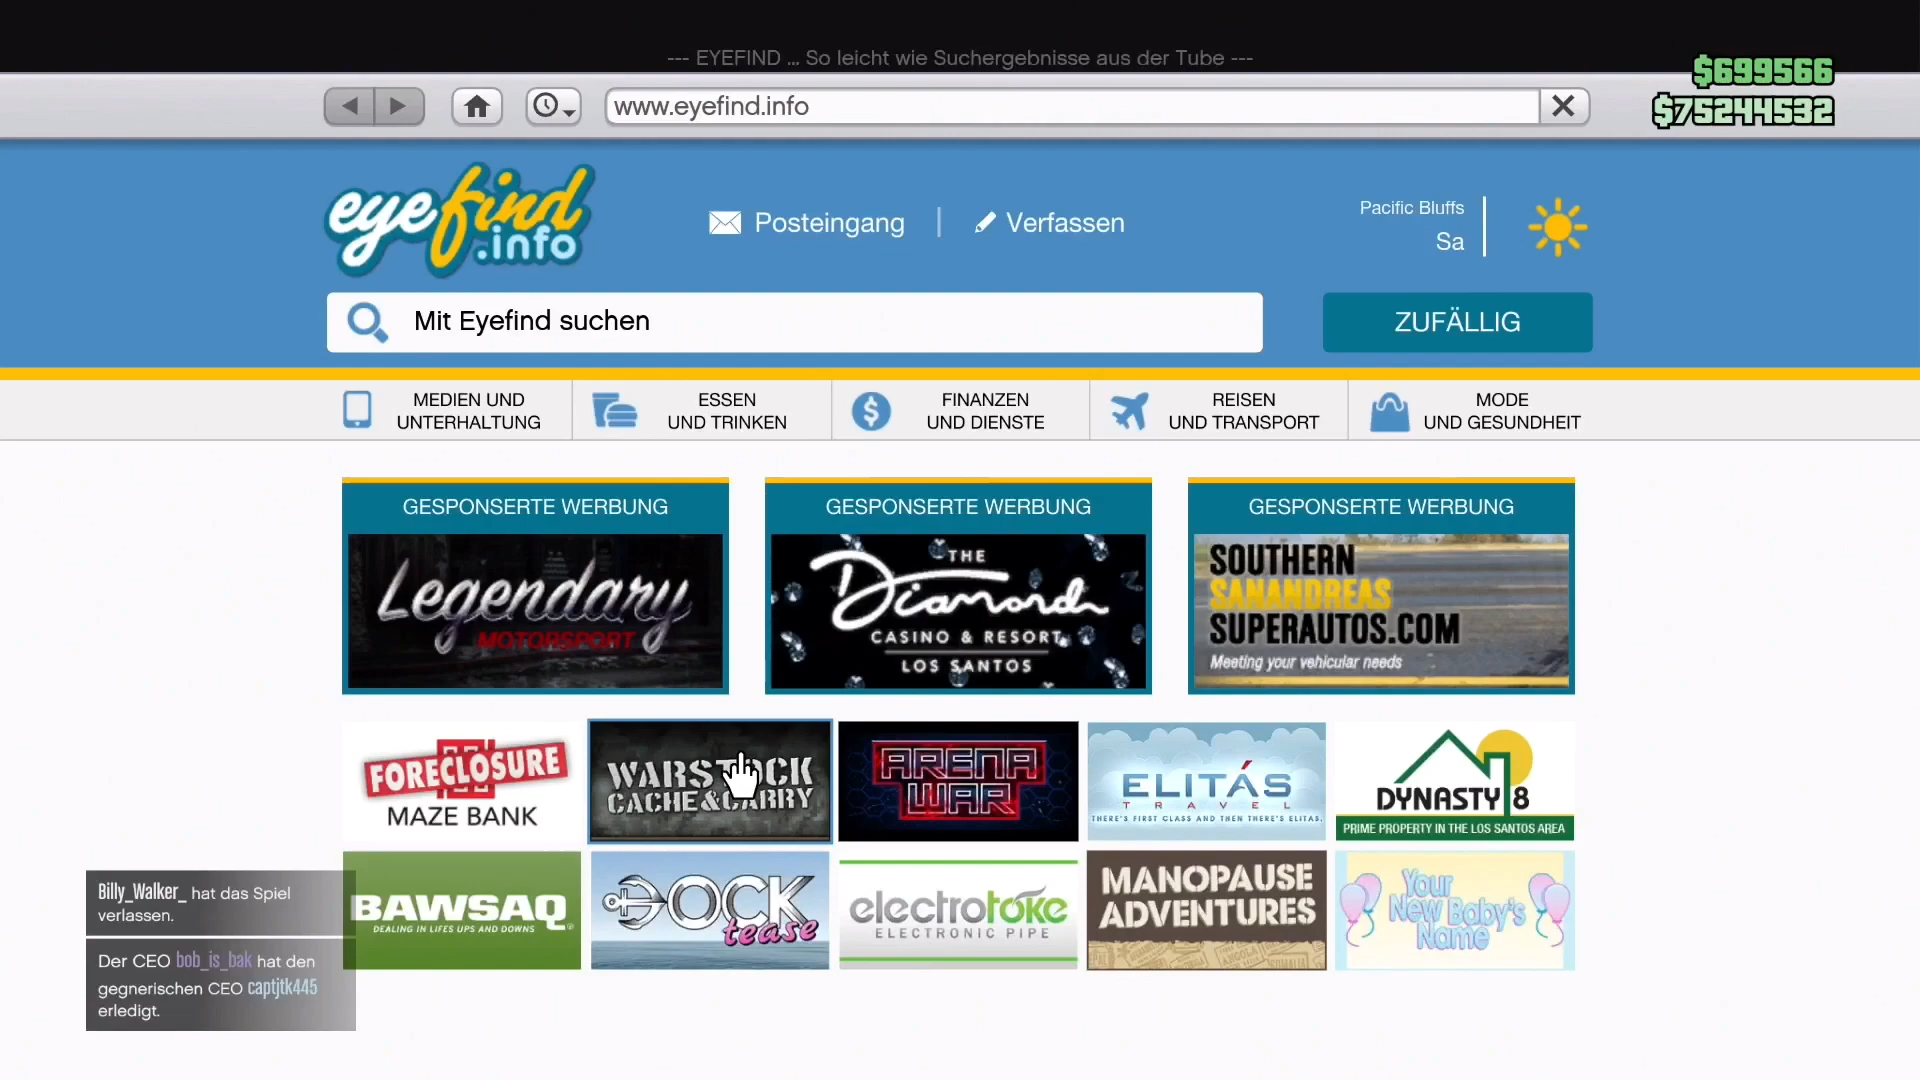 --- EYEFIND ... So leicht wie Suchergebnisse aus der Tube ---
$699566
$75244532
www.eyefind.info
eyefind
.info
Posteingang
Verfassen
Pacific Bluffs
Sa
Mit Eyefind suchen
ZUFÄLLIG
MEDIEN UND
UNTERHALTUNG
ESSEN
UND TRINKEN
FINANZEN
UND DIENSTE
REISEN
UND TRANSPORT
MODE
UND GESUNDHEIT
GESPONSERTE WERBUNG
Legendary
MOTORSPORT
GESPONSERTE WERBUNG
THE
Diamond
CASINO & RESORT
LOS SANTOS
GESPONSERTE WERBUNG
SOUTHERN
SANANDREAS
SUPERAUTOS.COM
Meeting your vehicular needs
FORECLOSURE
MAZE BANK
WARSTOCK
CACHE&CARRY
ARENA
WAR
ELITÁS
TRAVEL
THERE'S FIRST CLASS AND THEN THERE'S ELITAS.
DYNASTY 8
PRIME PROPERTY IN THE LOS SANTOS AREA
BAWSAQ
DEALING IN LIFES UPS AND DOWNS
DOCK
tease
electrotoke
ELECTRONIC PIPE
MANOPAUSE
ADVENTURES
Your
New Baby's
Name
Billy_Walker_ hat das Spiel
verlassen.
Der CEO bob_is_bak hat den
gegnerischen CEO captjtk445
erledigt.